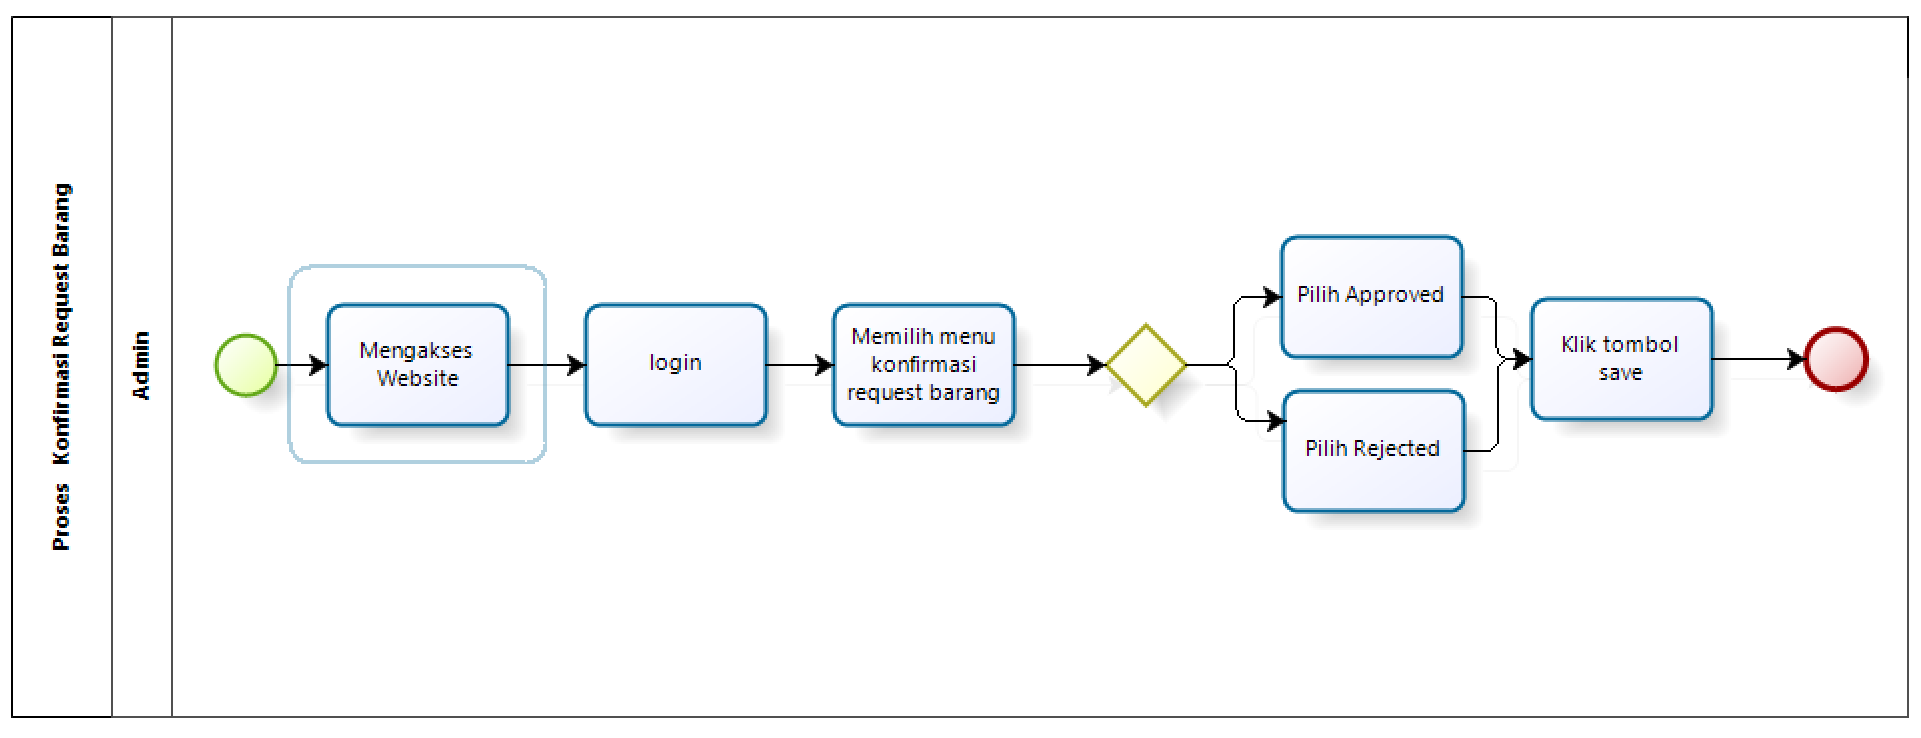 Proses Konfirmasi Request Barang
Admin
Mengakses
Website
login
Memilih menu
konfirmasi
request barang
Pilih Approved
Pilih Rejected
Klik tombol
save